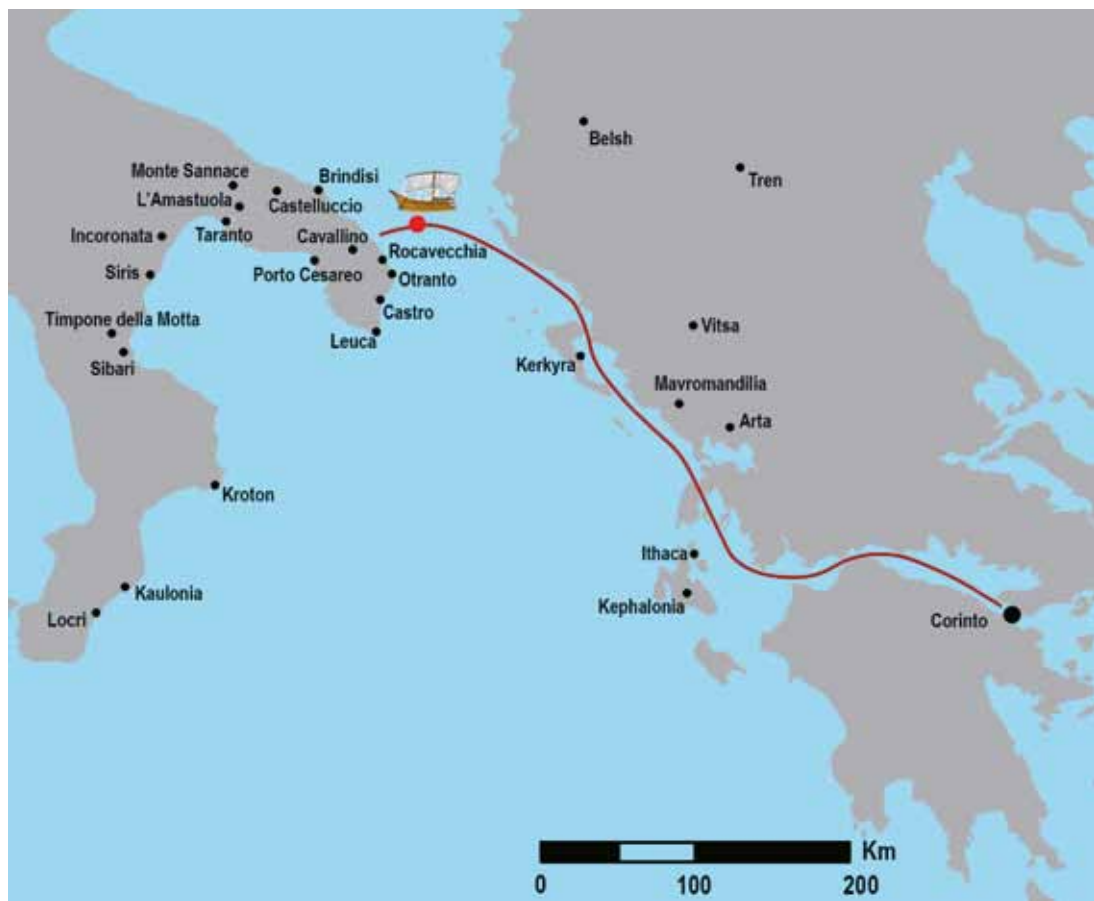 Belsh
Tren
Monte Sannace
Brindisi
L'Amastuola
Castelluccio
Incoronata
Taranto
Cavallino
Rocavecchia
Siris
Porto Cesareo
Otranto
Castro
Timpone della Motta
Leuca
Vitsa
Sibari
Kerkyra
Mavromandilia
Arta
Kroton
Ithaca
Kaulonia
Kephalonia
Locri
Corinto
Km
0 100 200